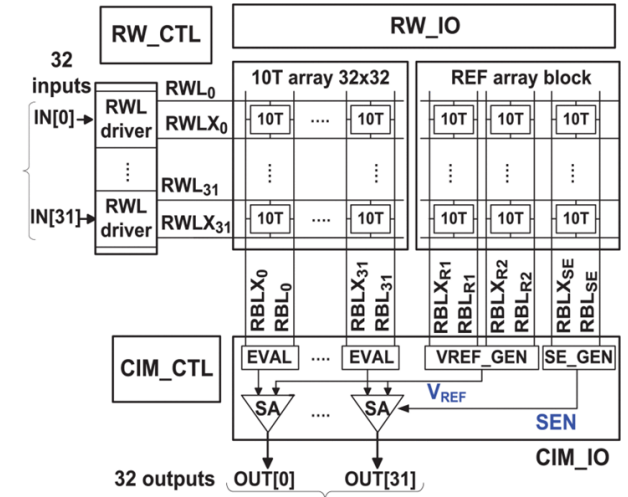 RW_CTL
RW_IO
32
inputs
10T array 32x32
REF array block
RWL0
IN[0]
RWL
driver
RWLX0
10T
....
10T
10T
10T
10T
....
....
....
....
....
....
RWL31
IN[31]
RWL
driver
RWLX31
10T
....
10T
10T
10T
10T
RBLX0
RBL0
RBLX31
RBL31
RBLXR1
RBLR1
RBLXR2
RBLR2
RBLXSE
RBLSE
CIM_CTL
EVAL
....
EVAL
VREF_GEN
SE_GEN
VREF
SA
....
SA
SEN
CIM_IO
32 outputs
OUT[0]
OUT[31]